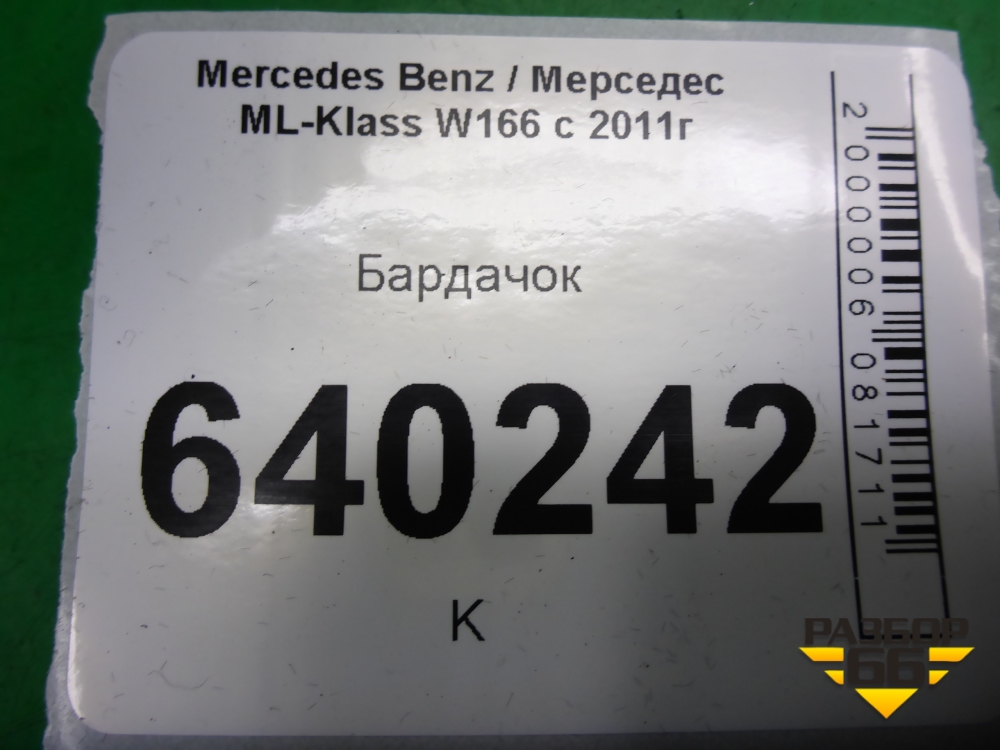 Mercedes Benz / Мерседес
ML-Klass W166 с 2011г
Бардачок
640242
К
2000006081711
РАЗБОР
66